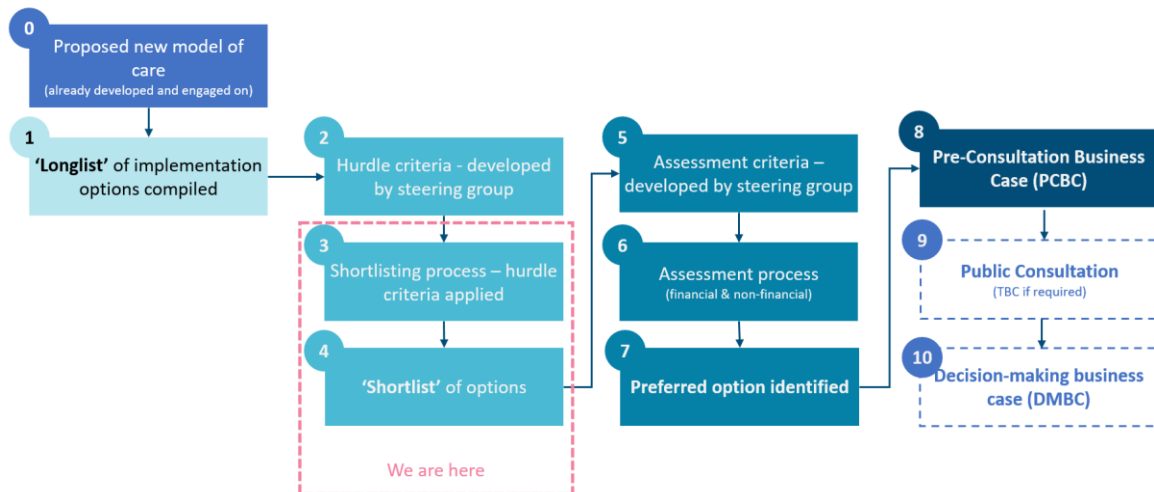 0
Proposed new model of
care
(already developed and engaged on)
1
‘Longlist’ of implementation
options compiled
2
Hurdle criteria - developed
by steering group
3
Shortlisting process – hurdle
criteria applied
4
‘Shortlist’ of options
We are here
5
Assessment criteria –
developed by steering group
6
Assessment process
(financial & non-financial)
7
Preferred option identified
8
Pre-Consultation Business
Case (PCBC)
9
Public Consultation
(TBC if required)
10
Decision-making business
case (DMBC)